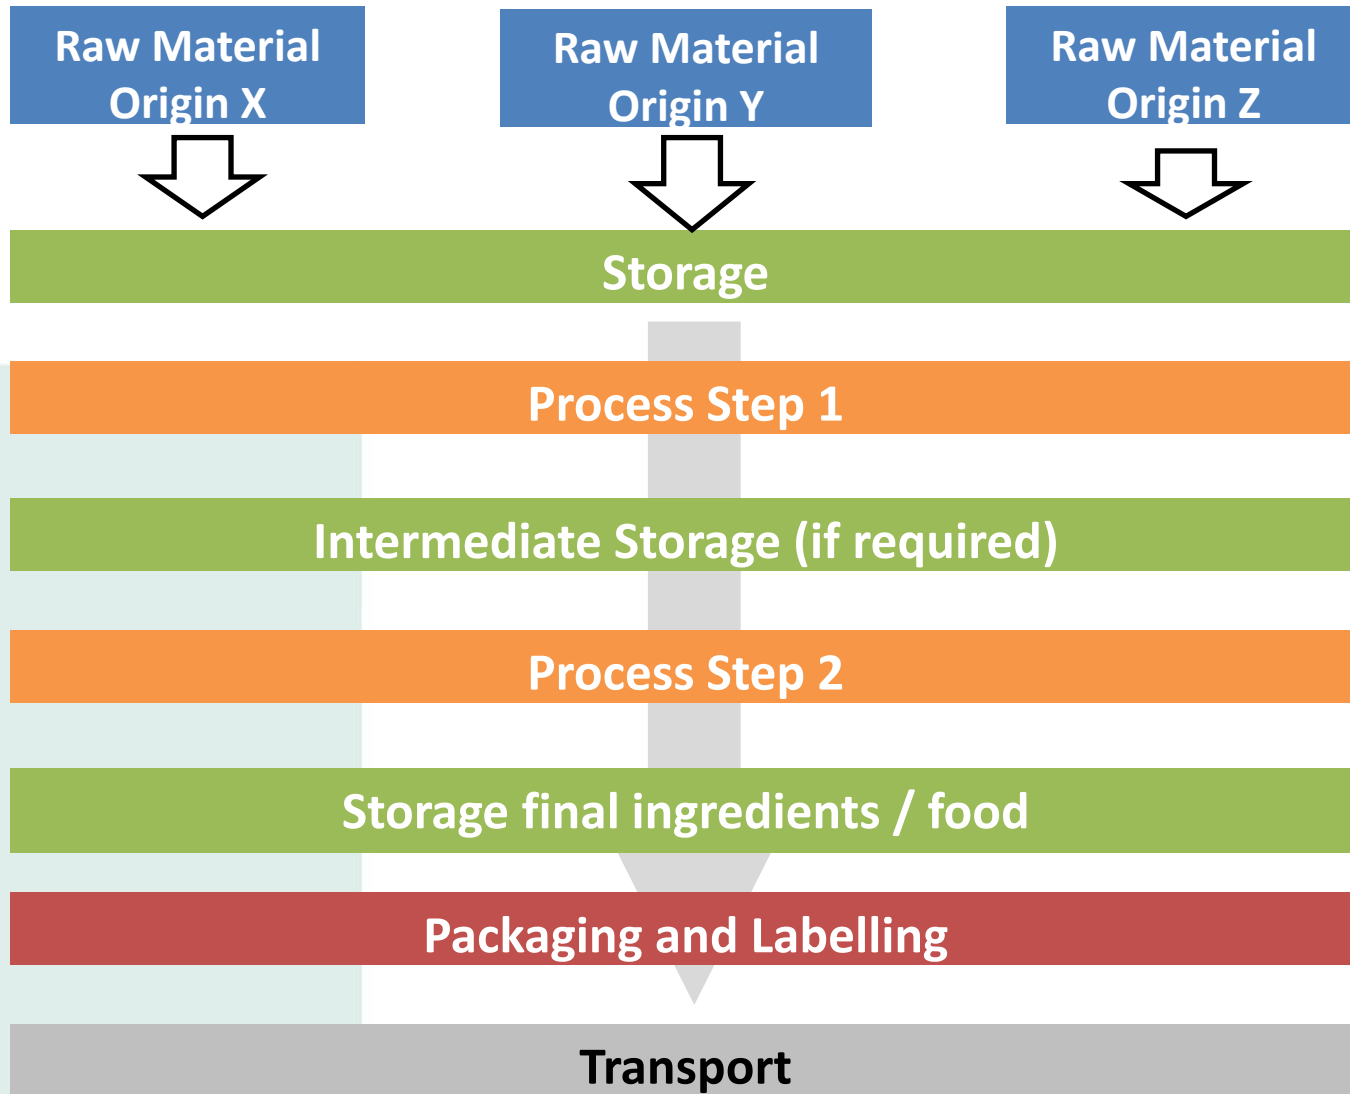 Raw Material
Origin X
Raw Material
Origin Y
Raw Material
Origin Z
Storage
Process Step 1
Intermediate Storage (if required)
Process Step 2
Storage final ingredients / food
Packaging and Labelling
Transport